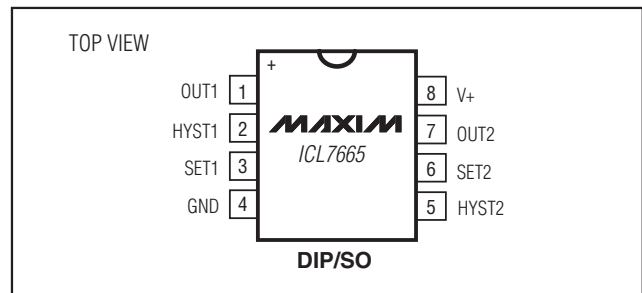 TOP VIEW
+
OUT1 1
HYST1 2
SET1 3
GND 4
MAXIM
ICL7665
8 V+
7 OUT2
6 SET2
5 HYST2
DIP/SO